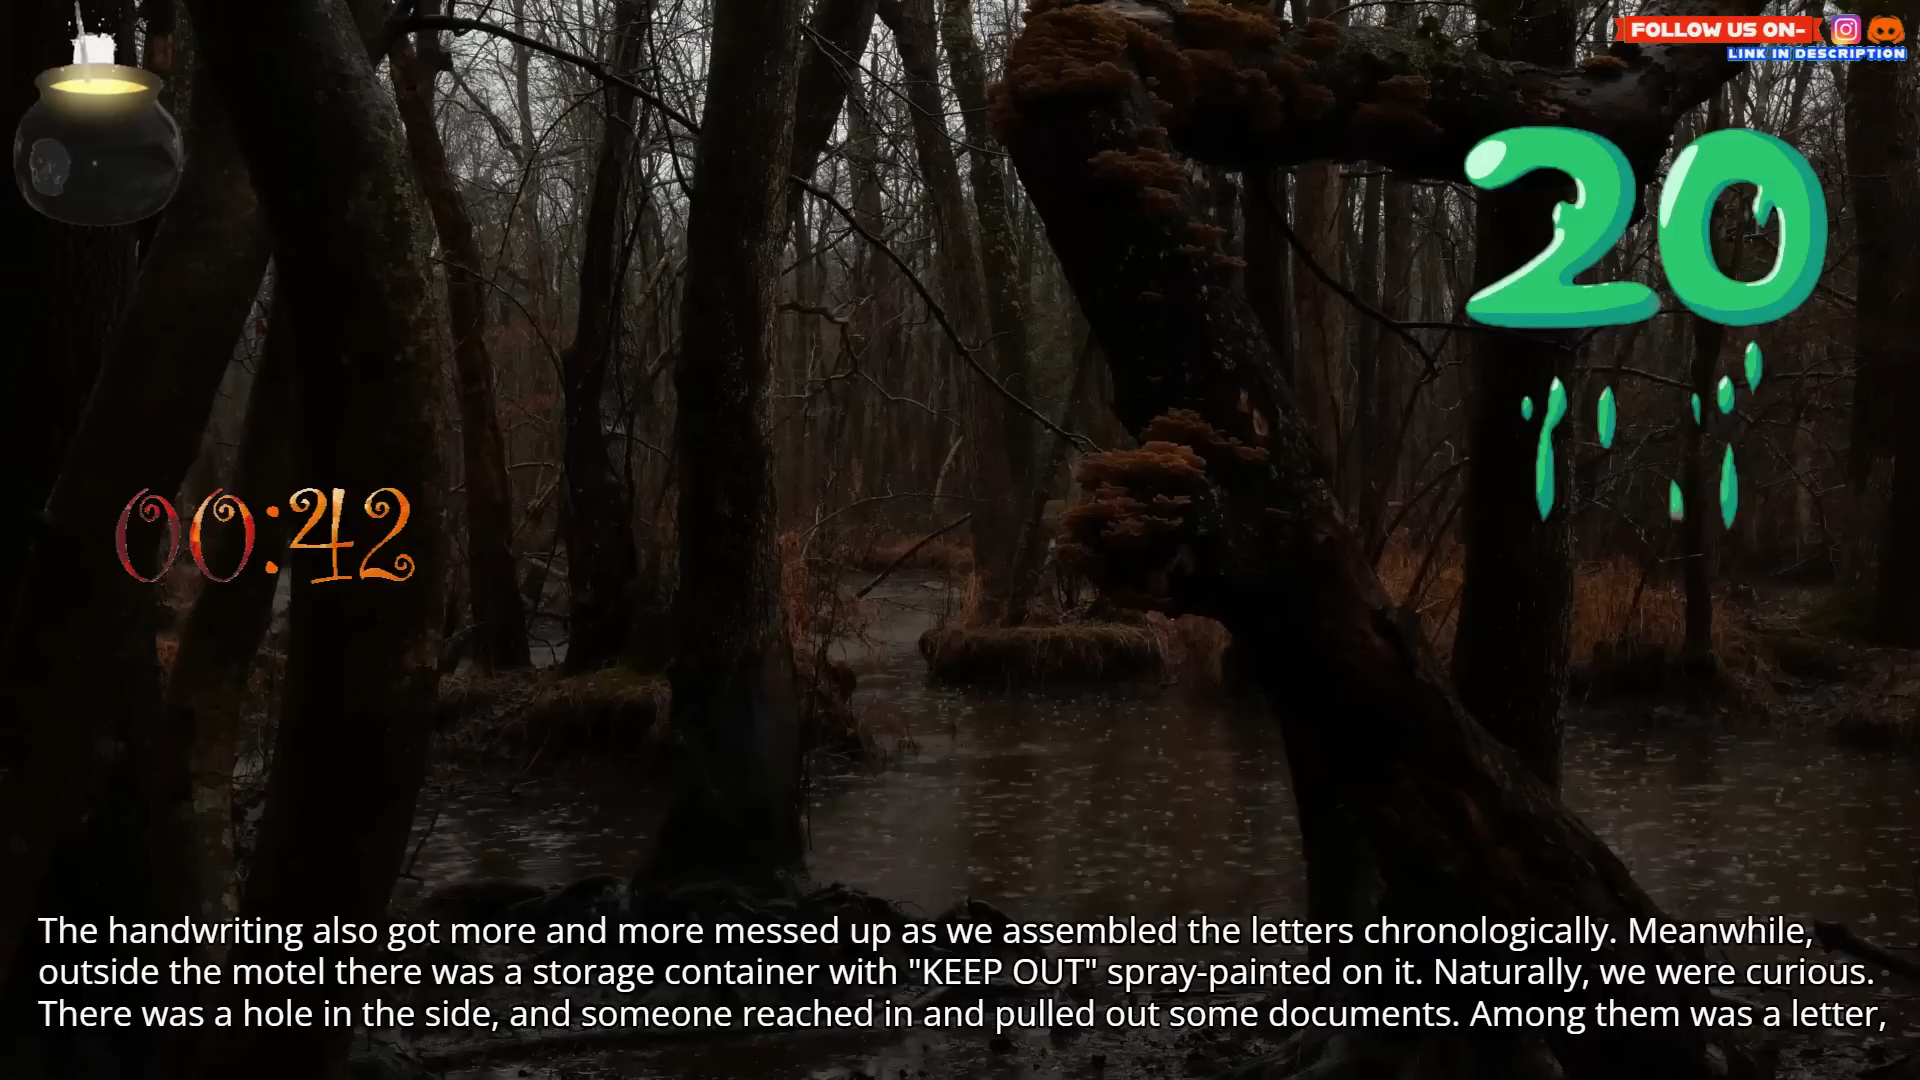 FOLLOW US ON-
LINK IN DESCRIPTION
20
00:42
The handwriting also got more and more messed up as we assembled the letters chronologically. Meanwhile,
outside the motel there was a storage container with "KEEP OUT" spray-painted on it. Naturally, we were curious.
There was a hole in the side, and someone reached in and pulled out some documents. Among them was a letter,